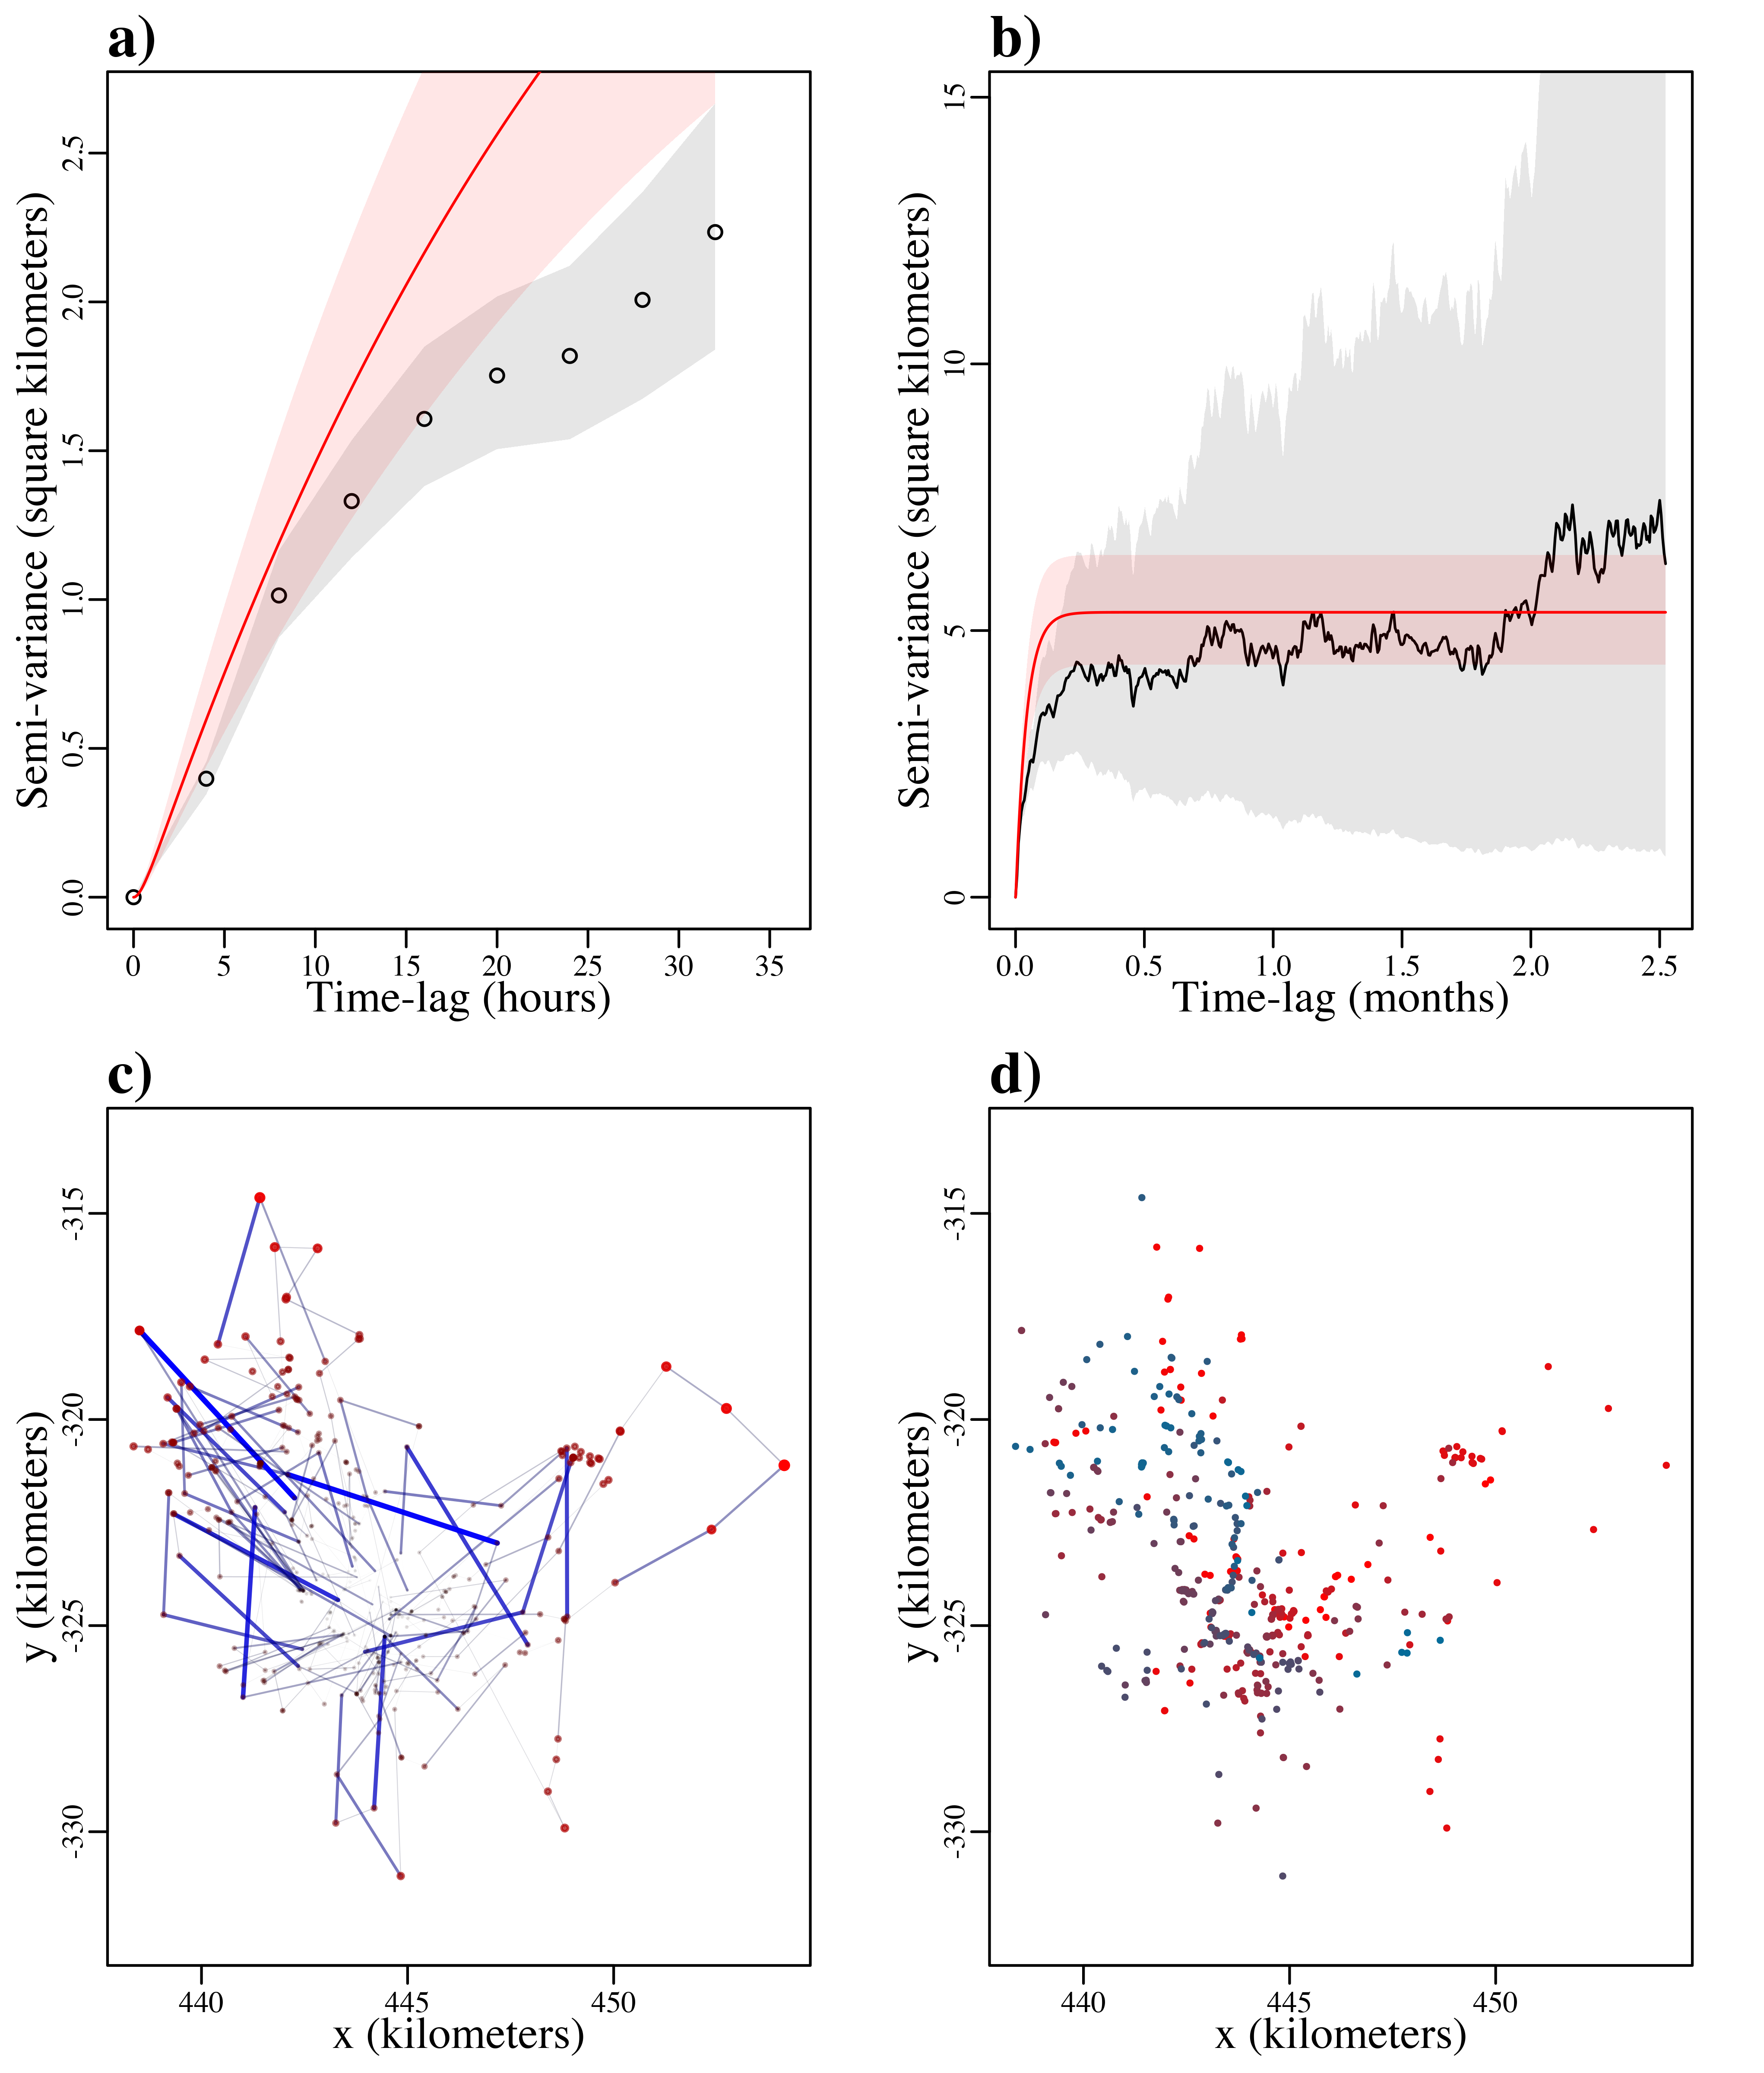 a)
Semi-variance (square kilometers)
0.0 0.5 1.0 1.5 2.0 2.5
0 5 10 15 20 25 30 35
Time-lag (hours)
b)
Semi-variance (square kilometers)
0 5 10 15
0.0 0.5 1.0 1.5 2.0 2.5
Time-lag (months)
c)
y (kilometers)
-330 -325 -320 -315
440 445 450
x (kilometers)
d)
y (kilometers)
-330 -325 -320 -315
440 445 450
x (kilometers)